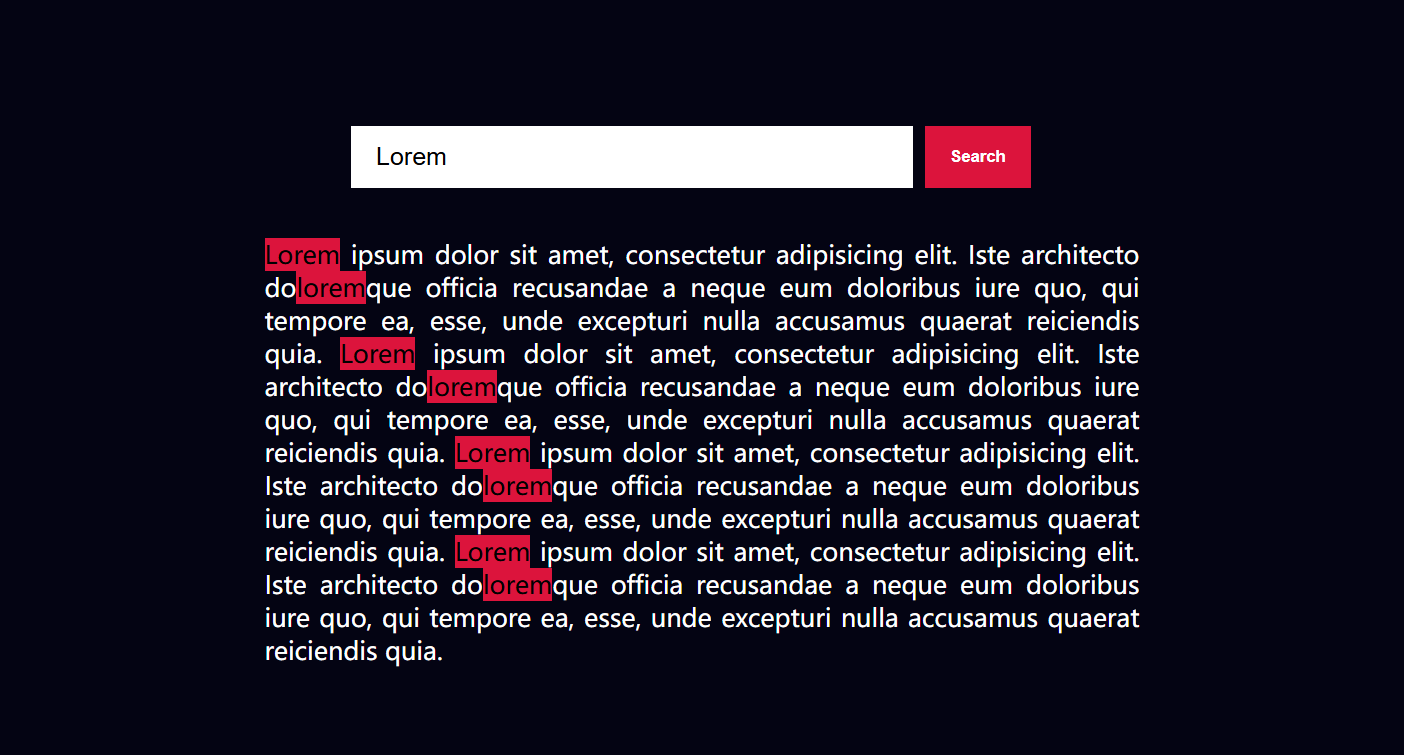 Lorem
Search
Lorem ipsum dolor sit amet, consectetur adipisicing elit. Iste architecto
doloremque officia recusandae a neque eum doloribus iure quo, qui
tempore ea, esse, unde excepturi nulla accusamus quaerat reiciendis
quia. Lorem ipsum dolor sit amet, consectetur adipisicing elit. Iste
architecto doloremque officia recusandae a neque eum doloribus iure
quo, qui tempore ea, esse, unde excepturi nulla accusamus quaerat
reiciendis quia. Lorem ipsum dolor sit amet, consectetur adipisicing elit.
Iste architecto doloremque officia recusandae a neque eum doloribus
iure quo, qui tempore ea, esse, unde excepturi nulla accusamus quaerat
reiciendis quia. Lorem ipsum dolor sit amet, consectetur adipisicing elit.
Iste architecto doloremque officia recusandae a neque eum doloribus
iure quo, qui tempore ea, esse, unde excepturi nulla accusamus quaerat
reiciendis quia.